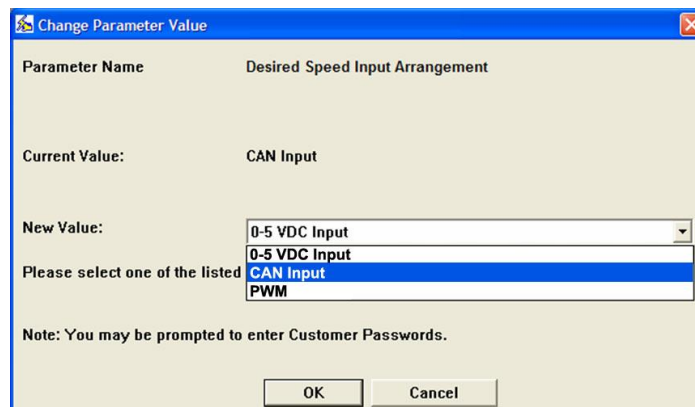 Change Parameter Value
Parameter Name Desired Speed Input Arrangement
Current Value: CAN Input
New Value: 0-5 VDC Input
0-5 VDC Input
Please select one of the listed CAN Input
PWM
Note: You may be prompted to enter Customer Passwords.
OK Cancel